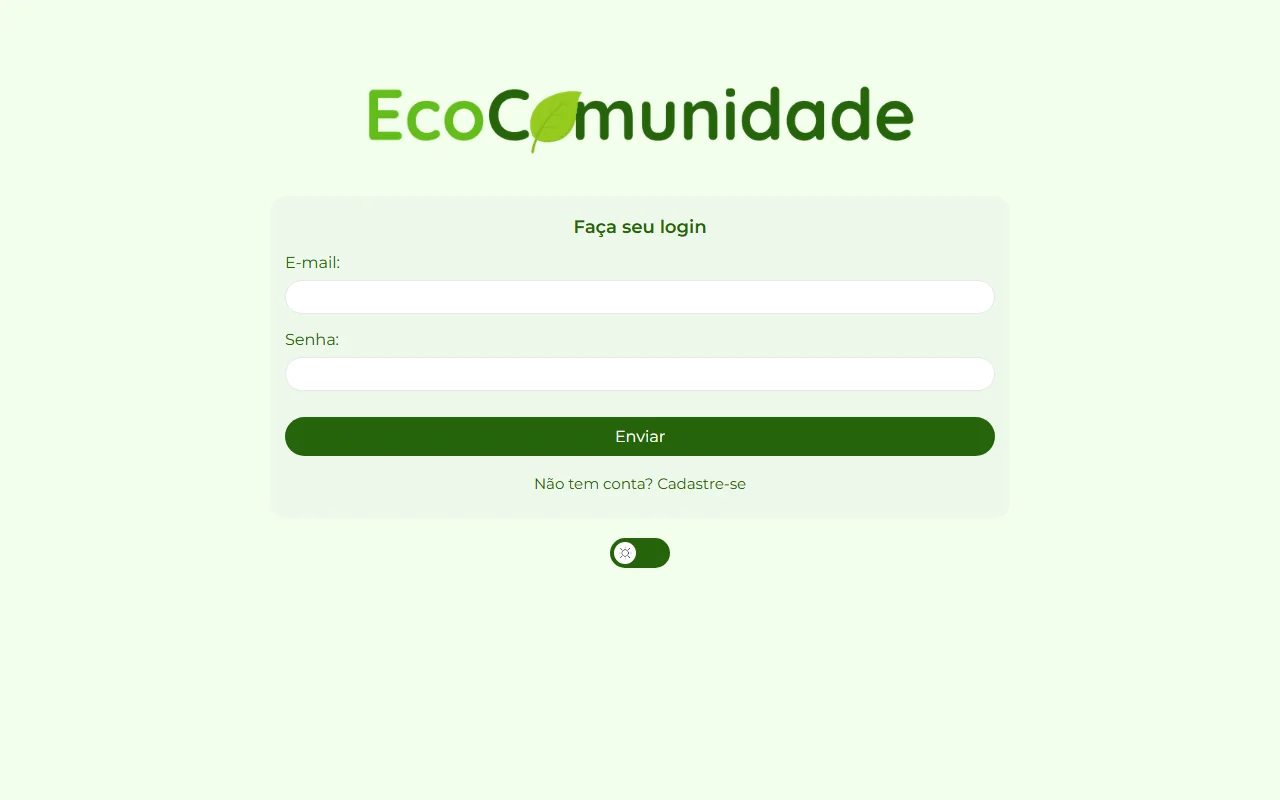 EcoComunidade
Faça seu login
E-mail:
Senha:
Enviar
Não tem conta? Cadastre-se